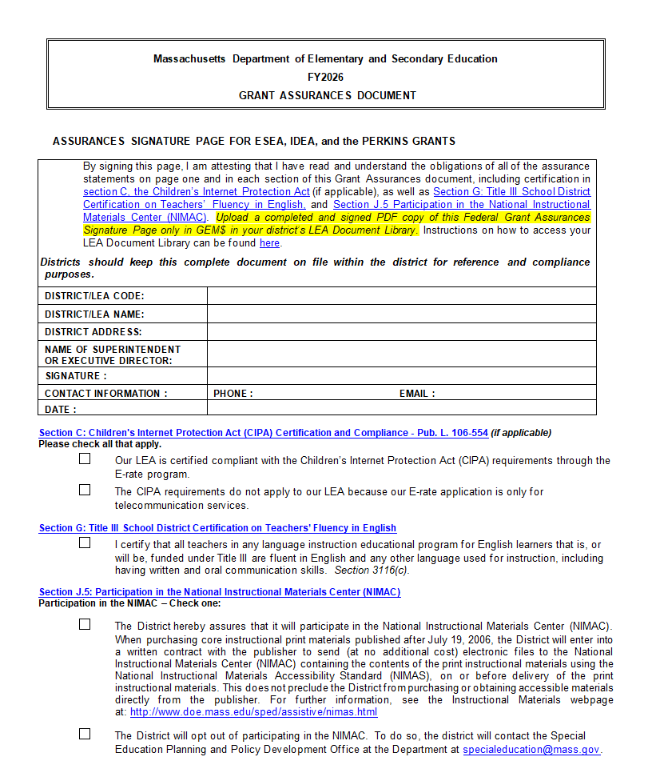 Massachusetts Department of Elementary and Secondary Education
FY2026
GRANT ASSURANCES DOCUMENT
ASSURANCES SIGNATURE PAGE FOR ESEA, IDEA, and the PERKINS GRANTS
By signing this page, I am attesting that I have read and understand the obligations of all of the assurance
statements on page one and in each section of this Grant Assurances document, including certification in
section C, the Children's Internet Protection Act (if applicable), as well as Section G: Title III School District
Certification on Teachers' Fluency in English, and Section J.5 Participation in the National Instructional
Materials Center (NIMAC). Upload a completed and signed PDF copy of this Federal Grant Assurances
Signature Page only in GEM$ in your district's LEA Document Library. Instructions on how to access your
LEA Document Library can be found here.
Districts should keep this complete document on file within the district for reference and compliance
purposes.
DISTRICT/LEA CODE:
DISTRICT/LEA NAME:
DISTRICT ADDRESS:
NAME OF SUPERINTENDENT
OR EXECUTIVE DIRECTOR:
SIGNATURE :
CONTACT INFORMATION : PHONE : EMAIL :
DATE :
Section C: Children's Internet Protection Act (CIPA) Certification and Compliance - Pub. L. 106-554 (if applicable)
Please check all that apply.
Our LEA is certified compliant with the Children's Internet Protection Act (CIPA) requirements through the
E-rate program.
The CIPA requirements do not apply to our LEA because our E-rate application is only for
telecommunication services.
Section G: Title III School District Certification on Teachers' Fluency in English
I certify that all teachers in any language instruction educational program for English learners that is, or
will be, funded under Title III are fluent in English and any other language used for instruction, including
having written and oral communication skills. Section 3116(c).
Section J.5: Participation in the National Instructional Materials Center (NIMAC)
Participation in the NIMAC – Check one:
The District hereby assures that it will participate in the National Instructional Materials Center (NIMAC).
When purchasing core instructional print materials published after July 19, 2006, the District will enter into
a written contract with the publisher to send (at no additional cost) electronic files to the National
Instructional Materials Center (NIMAC) containing the contents of the print instructional materials using the
National Instructional Materials Accessibility Standard (NIMAS), on or before delivery of the print
instructional materials. This does not preclude the District from purchasing or obtaining accessible materials
directly from the publisher. For further information, see the Instructional Materials webpage
at: http://www.doe.mass.edu/sped/assistive/nimas.html
The District will opt out of participating in the NIMAC. To do so, the district will contact the Special
Education Planning and Policy Development Office at the Department at specialeducation@mass.gov.